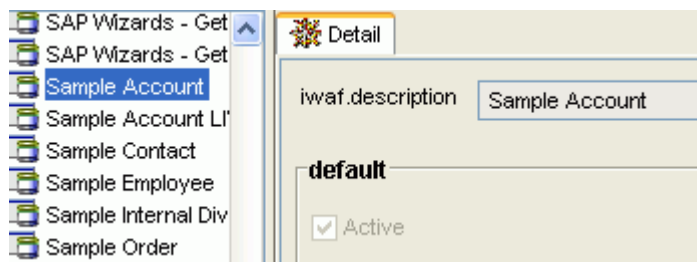 SAP Wizards - Get
SAP Wizards - Get
Sample Account
Sample Account LI
Sample Contact
Sample Employee
Sample Internal Div
Sample Order
Detail
iwaf.description
Sample Account
default
Active